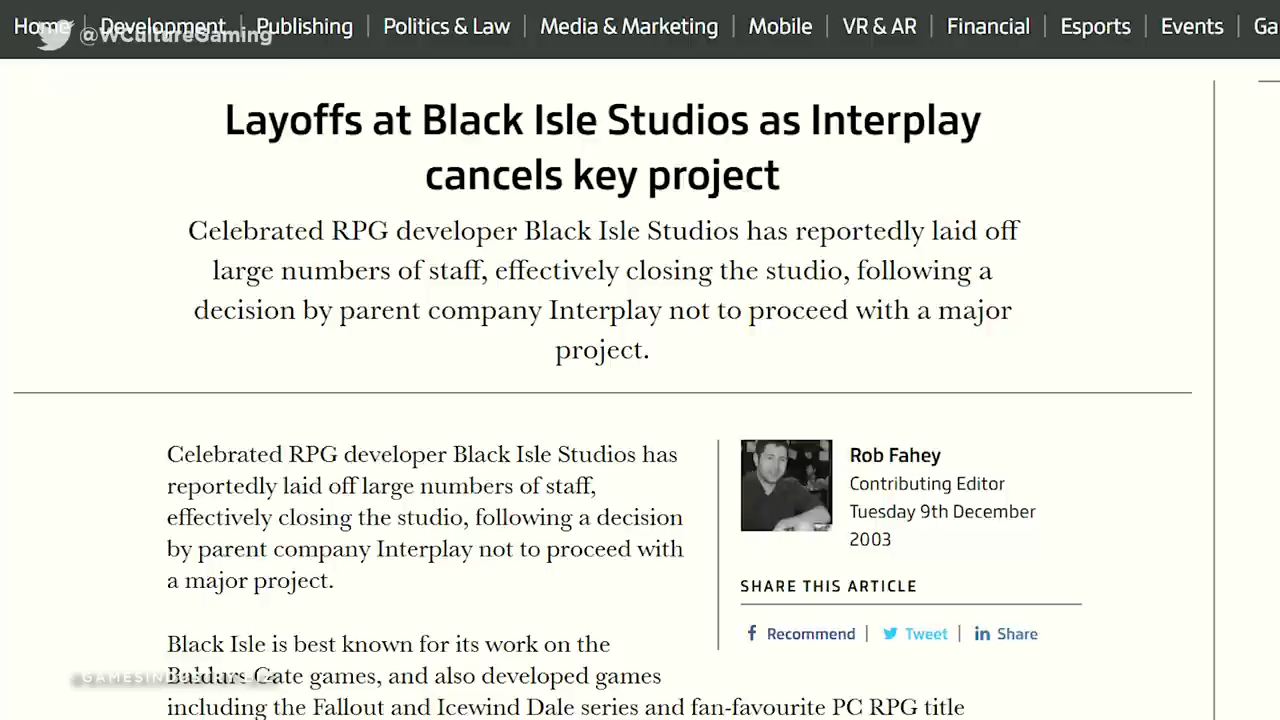 Home | Development | Publishing | Politics & Law | Media & Marketing | Mobile | VR & AR | Financial | Esports | Events | Ga
@WCultureGaming
Layoffs at Black Isle Studios as Interplay
cancels key project
Celebrated RPG developer Black Isle Studios has reportedly laid off
large numbers of staff, effectively closing the studio, following a
decision by parent company Interplay not to proceed with a major
project.
Celebrated RPG developer Black Isle Studios has
reportedly laid off large numbers of staff,
effectively closing the studio, following a decision
by parent company Interplay not to proceed with
a major project.
Black Isle is best known for its work on the
Baldurs Gate games, and also developed games
including the Fallout and Icewind Dale series and fan-favourite PC RPG title
Rob Fahey
Contributing Editor
Tuesday 9th December
2003
SHARE THIS ARTICLE
Recommend | Tweet | Share
GAMESINDUSTRY.BIZ